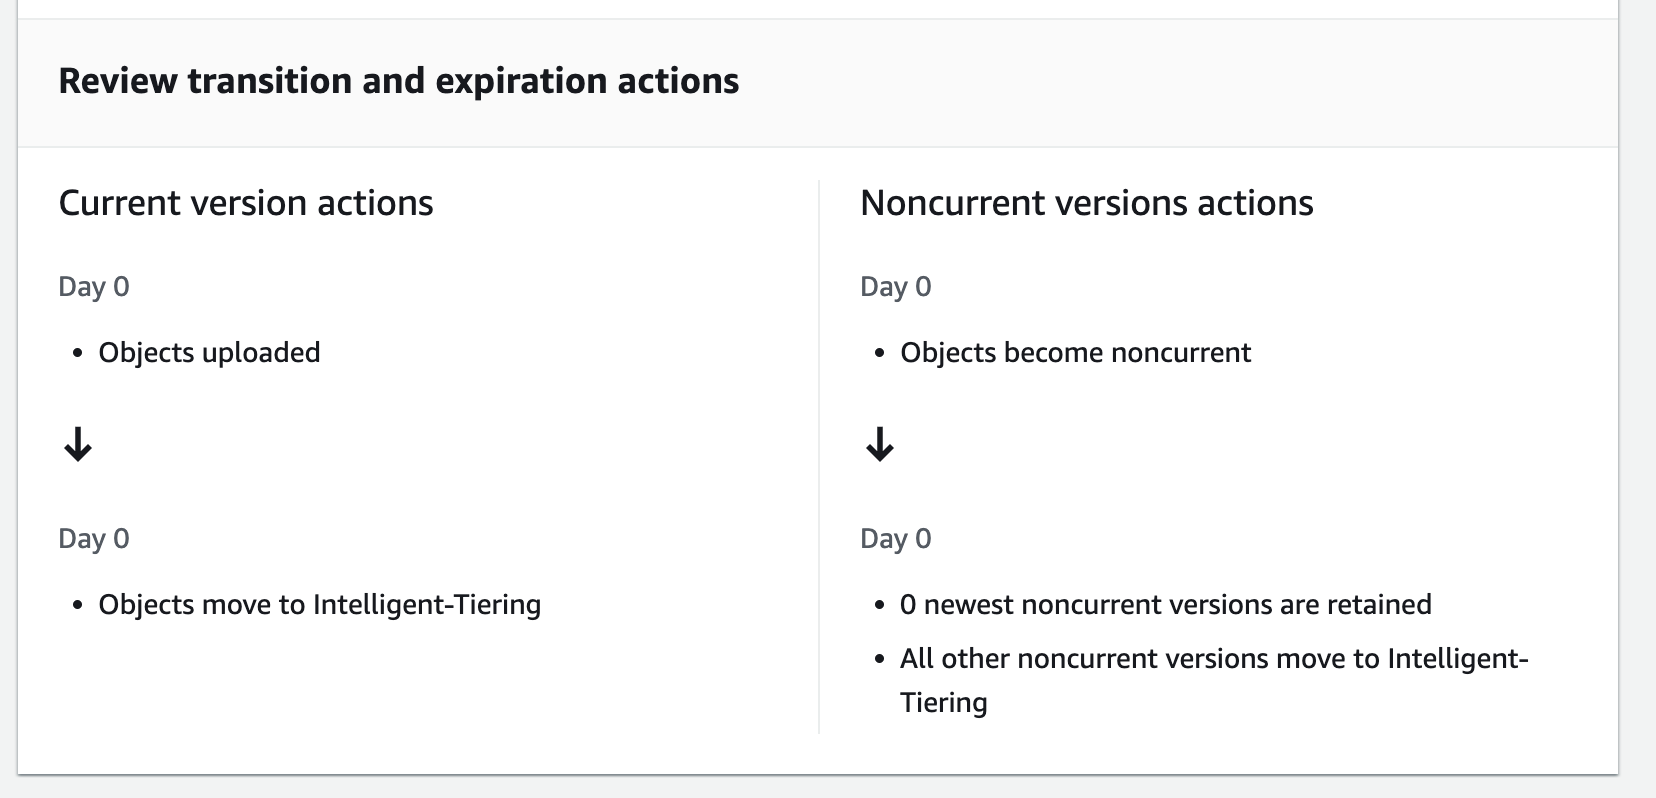 Review transition and expiration actions
Current version actions
Day 0
• Objects uploaded
Day 0
• Objects move to Intelligent-Tiering
Noncurrent versions actions
Day 0
• Objects become noncurrent
Day 0
• 0 newest noncurrent versions are retained
• All other noncurrent versions move to Intelligent-
Tiering